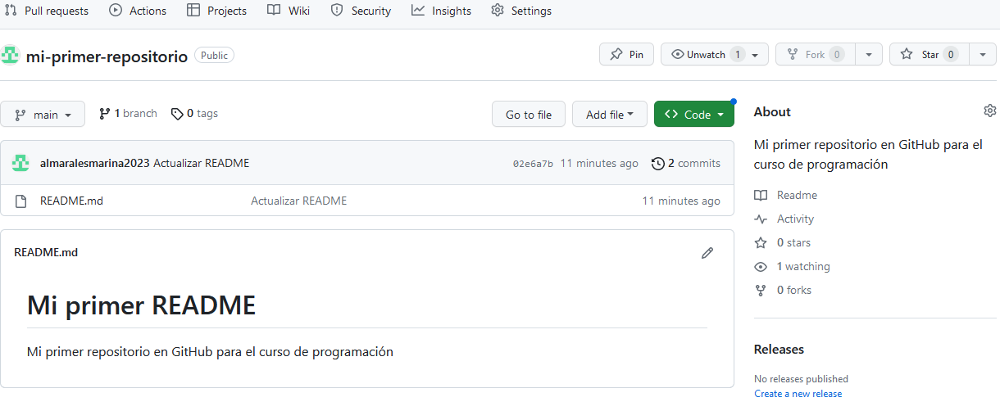 Pull requests Actions Projects Wiki Security Insights Settings
mi-primer-repositorio Public Pin Unwatch 1 Fork 0 Star 0
main 1 branch 0 tags Go to file Add file Code
About
Mi primer repositorio en GitHub para el
curso de programación
almaralesmarina2023 Actualizar README 02e6a7b 11 minutes ago 2 commits
README.md Actualizar README 11 minutes ago
Readme
Activity
0 stars
1 watching
0 forks
README.md
Mi primer README
Mi primer repositorio en GitHub para el curso de programación
Releases
No releases published
Create a new release